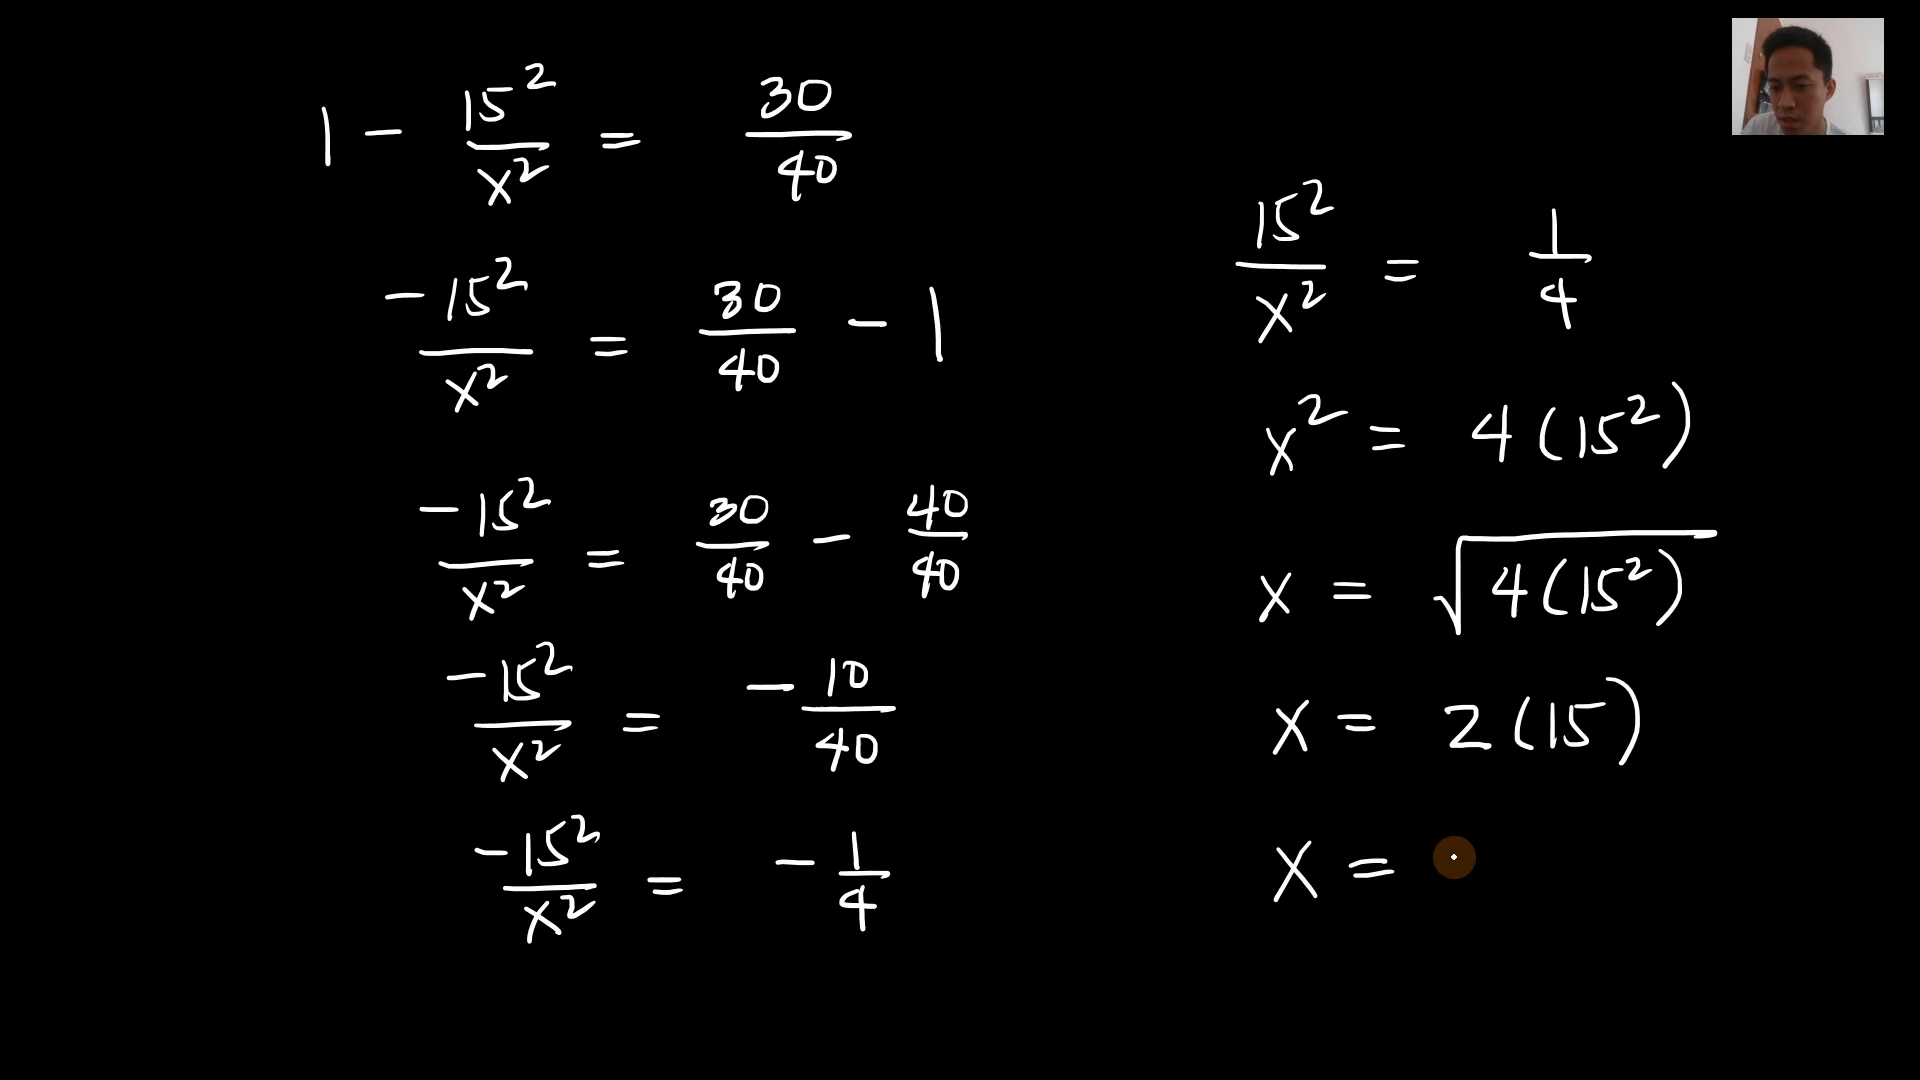 1 - 15²/x² = 30/40
-15²/x² = 30/40 - 1
-15²/x² = 30/40 - 40/40
-15²/x² = -10/40
-15²/x² = -1/4
15²/x² = 1/4
x² = 4(15²)
x = √4(15²)
x = 2(15)
x =